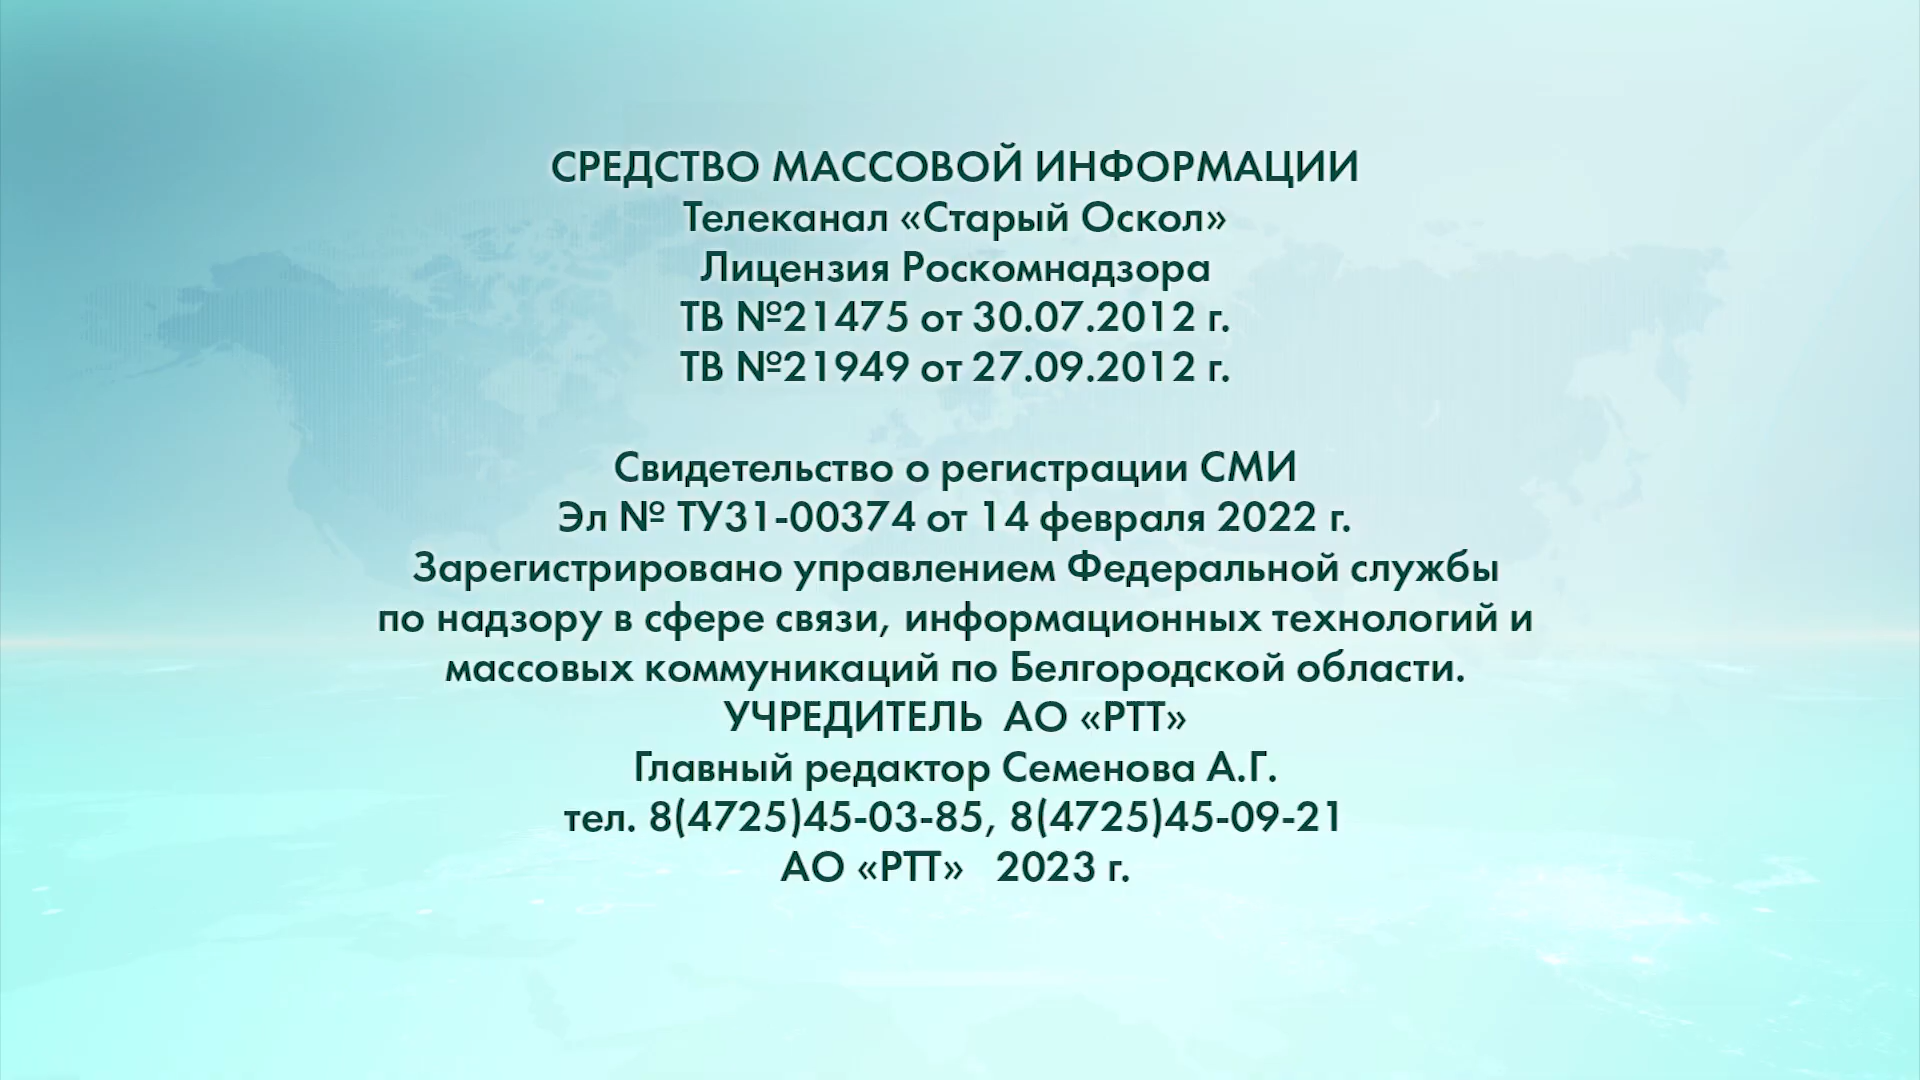 СРЕДСТВО МАССОВОЙ ИНФОРМАЦИИ
Телеканал «Старый Оскол»
Лицензия Роскомнадзора
ТВ №21475 от 30.07.2012 г.
ТВ №21949 от 27.09.2012 г.
Свидетельство о регистрации СМИ
Эл № ТУ31-00374 от 14 февраля 2022 г.
Зарегистрировано управлением Федеральной службы
по надзору в сфере связи, информационных технологий и
массовых коммуникаций по Белгородской области.
УЧРЕДИТЕЛЬ АО «РТТ»
Главный редактор Семенова А.Г.
тел. 8(4725)45-03-85, 8(4725)45-09-21
АО «РТТ» 2023 г.